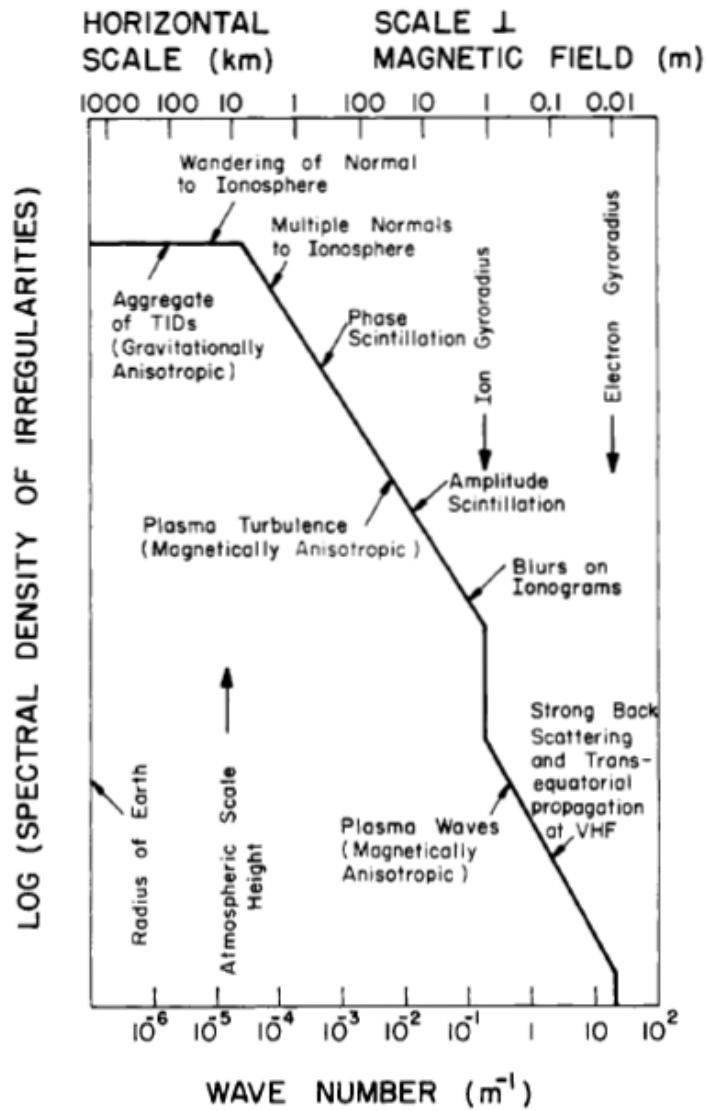 HORIZONTAL
SCALE (km)
SCALE ⊥
MAGNETIC FIELD (m)
1000 100 10 1 100 10 1 0.1 0.01
Wandering of Normal
to Ionosphere
Multiple Normals
to Ionosphere
Aggregate
of TIDs
(Gravitationally
Anisotropic)
Phase
Scintillation
Ion Gyroradius
Electron Gyroradius
Amplitude
Scintillation
Plasma Turbulence
(Magnetically Anisotropic)
Blurs on
Ionograms
Strong Back
Scattering
and Trans-
equatorial
propagation
at VHF
Plasma Waves
(Magnetically
Anisotropic)
Radius of Earth
Atmospheric Scale
Height
LOG (SPECTRAL DENSITY OF IRREGULARITIES)
10⁻⁶ 10⁻⁵ 10⁻⁴ 10⁻³ 10⁻² 10⁻¹ 1 10 10²
WAVE NUMBER (m⁻¹)